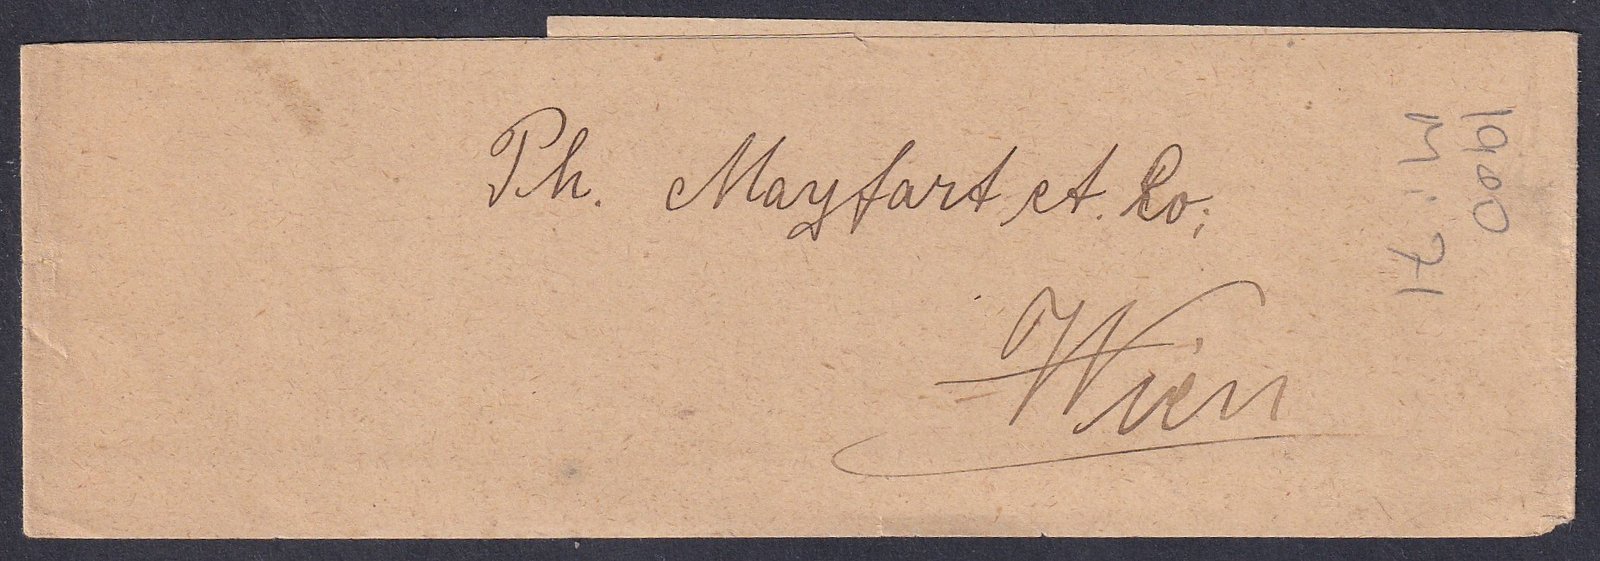 Ph. Mayfart et. Co.
Wien
1900
M. 71